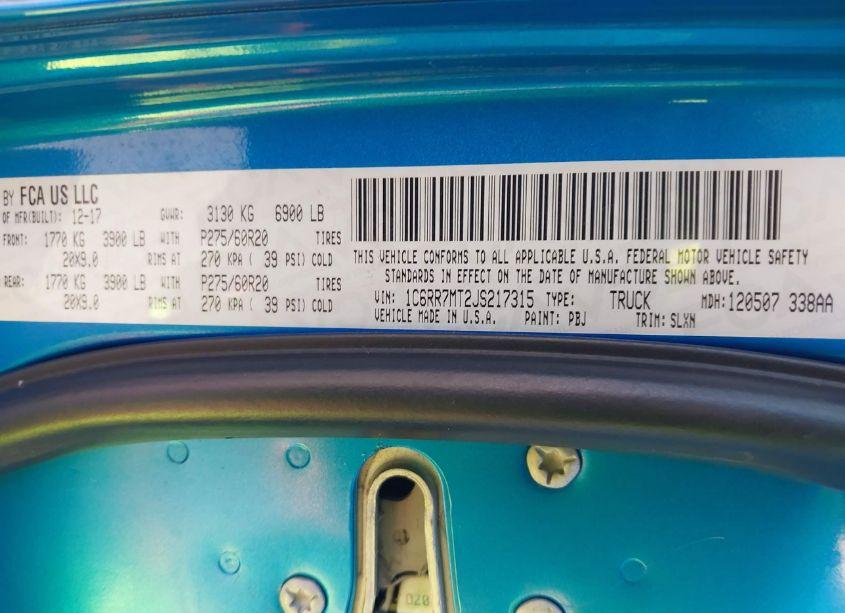 BY FCA US LLC
OF MFR(BUILT): 12-17 GVWR: 3130 KG 6900 LB
FRONT: 1770 KG 3900 LB WITH P275/60R20 TIRES
20X9.0 RIMS AT 270 KPA ( 39 PSI) COLD
REAR: 1770 KG 3900 LB WITH P275/60R20 TIRES
20X9.0 RIMS AT 270 KPA ( 39 PSI) COLD
THIS VEHICLE CONFORMS TO ALL APPLICABLE U.S.A. FEDERAL MOTOR VEHICLE SAFETY
STANDARDS IN EFFECT ON THE DATE OF MANUFACTURE SHOWN ABOVE.
VIN: 1C6RR7MT2JS217315 TYPE: TRUCK MDH: 120507 338AA
VEHICLE MADE IN U.S.A. PAINT: PBJ TRIM: SLXN
D20